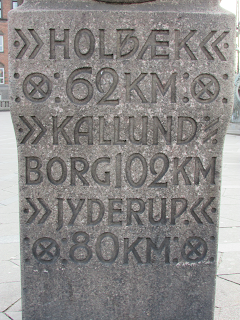 »HOLBÆK«
62 KM
»KALLUND-
BORG 102 KM
»JYDERUP«
80 KM